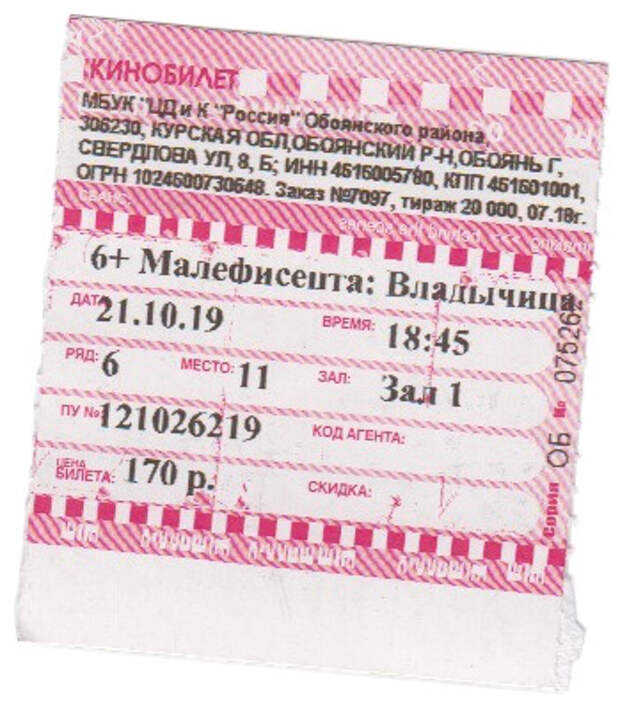 КИНОБИЛЕТ
МБУК "ЦД и К "Россия" Обоянского района,
306230, КУРСКАЯ ОБЛ,ОБОЯНСКИЙ Р-Н,ОБОЯНЬ Г,
СВЕРДЛОВА УЛ, 8, Б; ИНН 4616005780, КПП 461601001,
ОГРН 1024600730648. Заказ №7097, тираж 20 000, 07.18г.
СЕАНС:
6+ Малефисента: Владычица
ДАТА 21.10.19 ВРЕМЯ: 18:45
РЯД: 6 МЕСТО: 11 ЗАЛ: Зал 1
ПУ № 121026219 КОД АГЕНТА:
ЦЕНА БИЛЕТА: 170 р. СКИДКА:
серия ОБ №